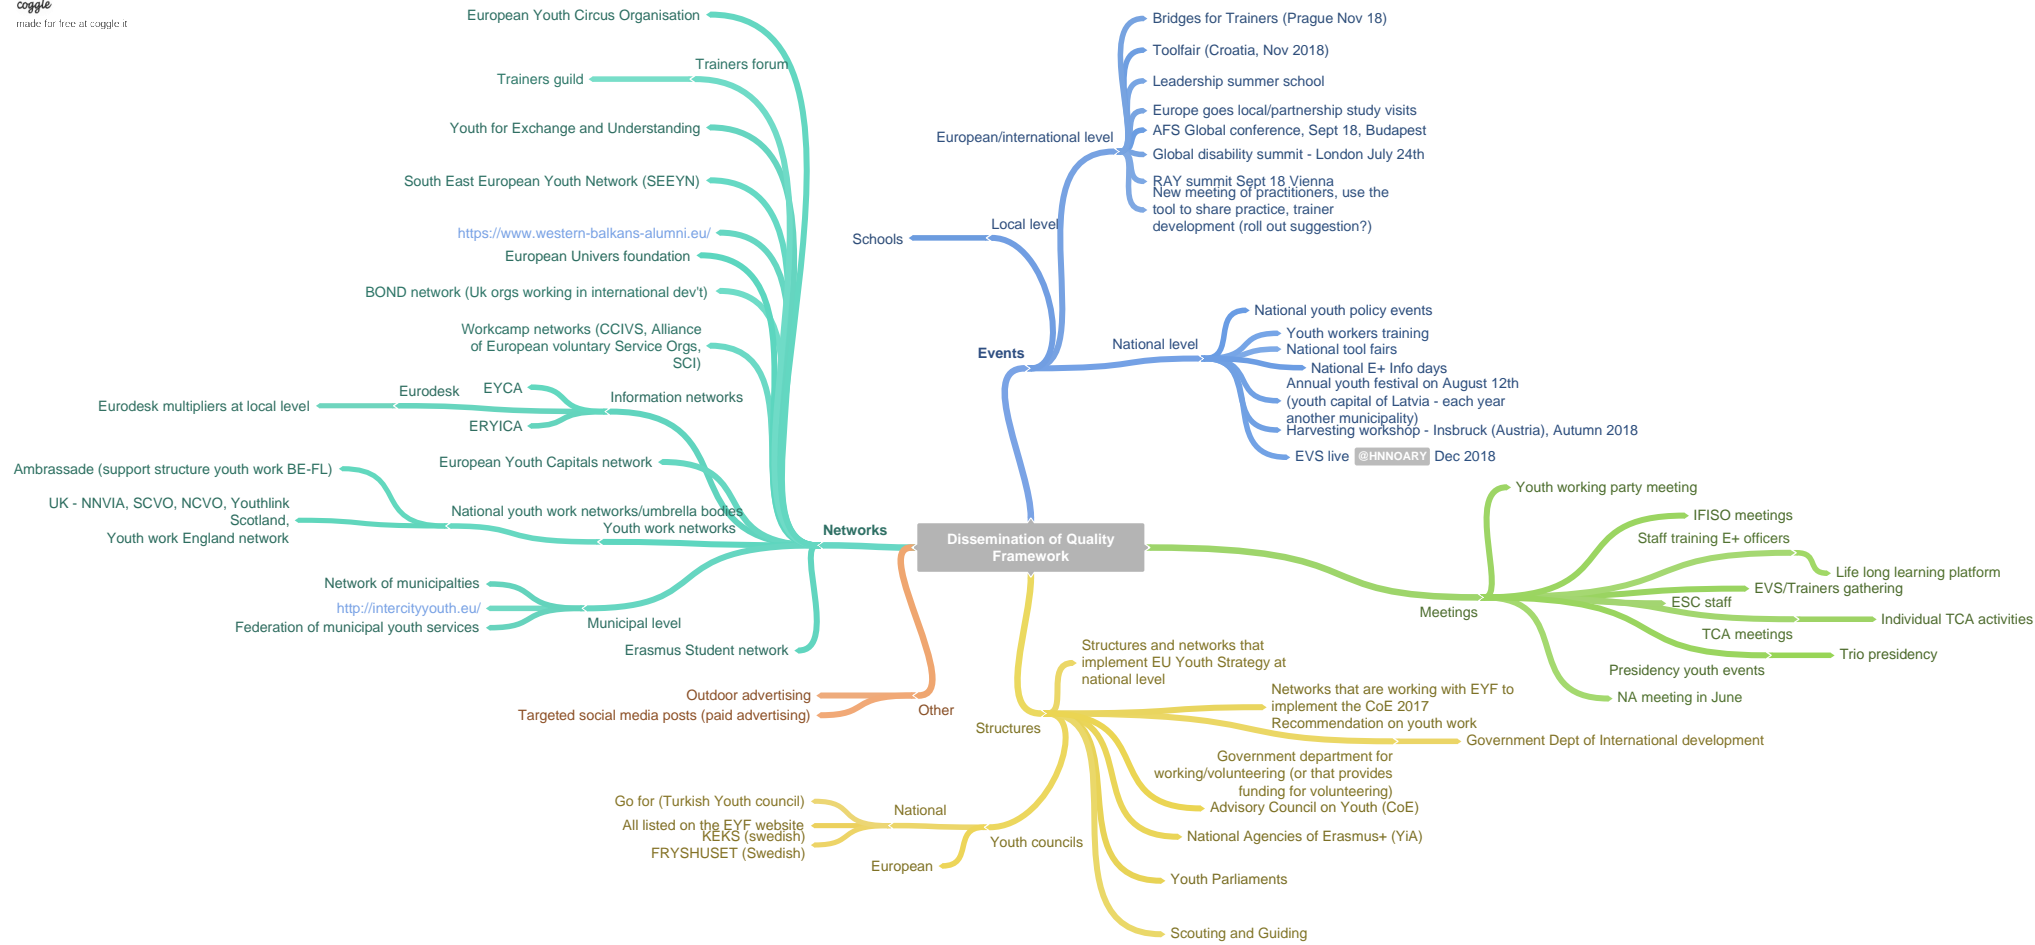 coggle
made for free at coggle.it
European Youth Circus Organisation
Trainers forum
Trainers guild
Youth for Exchange and Understanding
South East European Youth Network (SEEYN)
https://www.western-balkans-alumni.eu/
European Univers foundation
BOND network (Uk orgs working in international dev't)
Workcamp networks (CCIVS, Alliance
of European voluntary Service Orgs,
SCI)
Information networks
EYCA
Eurodesk
Eurodesk multipliers at local level
ERYICA
European Youth Capitals network
Ambrassade (support structure youth work BE-FL)
UK - NNVIA, SCVO, NCVO, Youthlink
Scotland,
Youth work England network
National youth work networks/umbrella bodies
Youth work networks
Networks
Network of municipalties
http://intercityyouth.eu/
Federation of municipal youth services
Municipal level
Erasmus Student network
Outdoor advertising
Targeted social media posts (paid advertising)
Other
Bridges for Trainers (Prague Nov 18)
Toolfair (Croatia, Nov 2018)
Leadership summer school
Europe goes local/partnership study visits
European/international level
AFS Global conference, Sept 18, Budapest
Global disability summit - London July 24th
RAY summit Sept 18 Vienna
New meeting of practitioners, use the
tool to share practice, trainer
development (roll out suggestion?)
Local level
Schools
Events
National level
National youth policy events
Youth workers training
National tool fairs
National E+ Info days
Annual youth festival on August 12th
(youth capital of Latvia - each year
another municipality)
Harvesting workshop - Insbruck (Austria), Autumn 2018
EVS live @HNNOARY Dec 2018
Dissemination of Quality
Framework
Youth working party meeting
IFISO meetings
Staff training E+ officers
Life long learning platform
EVS/Trainers gathering
ESC staff
Meetings
Individual TCA activities
TCA meetings
Trio presidency
Presidency youth events
NA meeting in June
Structures and networks that
implement EU Youth Strategy at
national level
Networks that are working with EYF to
implement the CoE 2017
Recommendation on youth work
Structures
Government Dept of International development
Government department for
working/volunteering (or that provides
funding for volunteering)
Advisory Council on Youth (CoE)
National Agencies of Erasmus+ (YiA)
Youth Parliaments
Scouting and Guiding
Youth councils
National
Go for (Turkish Youth council)
All listed on the EYF website
KEKS (swedish)
FRYSHUSET (Swedish)
European